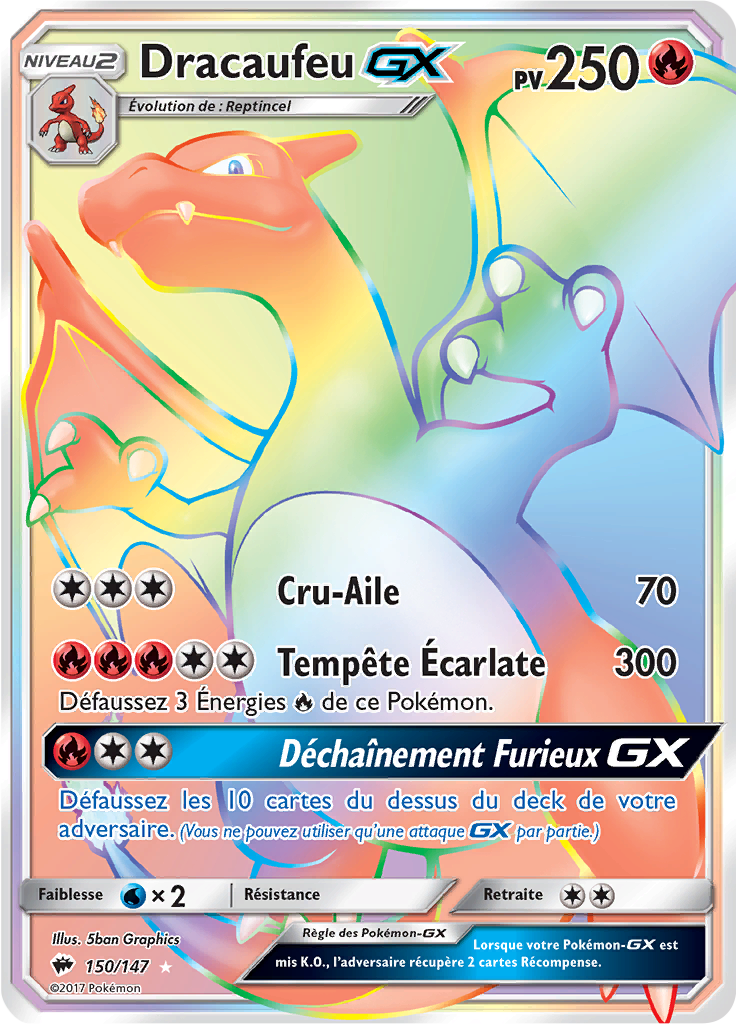 NIVEAU2 Dracaufeu GX PV250
Évolution de : Reptincel
Cru-Aile 70
Tempête Écarlate 300
Défaussez 3 Énergies de ce Pokémon.
Déchaînement Furieux GX
Défaussez les 10 cartes du dessus du deck de votre
adversaire. (Vous ne pouvez utiliser qu'une attaque GX par partie.)
Faiblesse ×2 Résistance Retraite
Illus. 5ban Graphics
150/147
©2017 Pokémon
Règle des Pokémon-GX
Lorsque votre Pokémon-GX est
mis K.O., l'adversaire récupère 2 cartes Récompense.